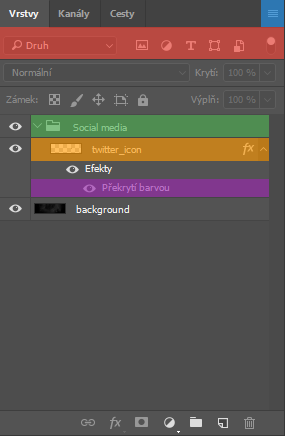 Vrstvy Kanály Cesty
Druh
Normální Krytí: 100 %
Zámek: Výplň: 100 %
Social media
twitter_icon fx
Efekty
Překrytí barvou
background
fx